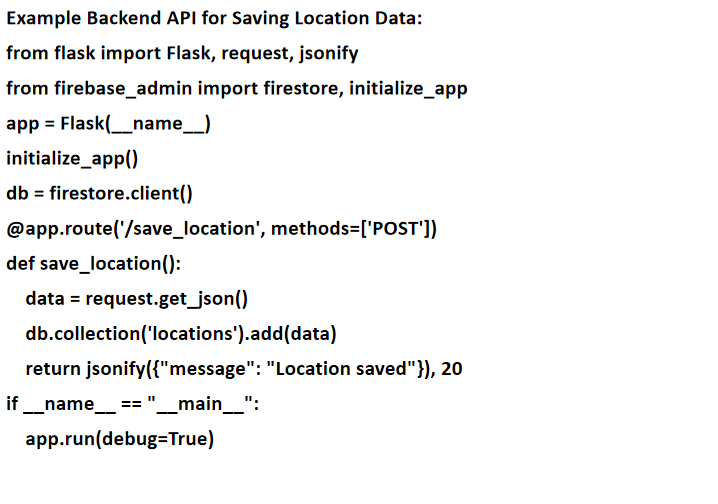 Example Backend API for Saving Location Data:
from flask import Flask, request, jsonify
from firebase_admin import firestore, initialize_app
app = Flask(__name__)
initialize_app()
db = firestore.client()
@app.route('/save_location', methods=['POST'])
def save_location():
    data = request.get_json()
    db.collection('locations').add(data)
    return jsonify({"message": "Location saved"}), 20
if __name__ == "__main__":
    app.run(debug=True)